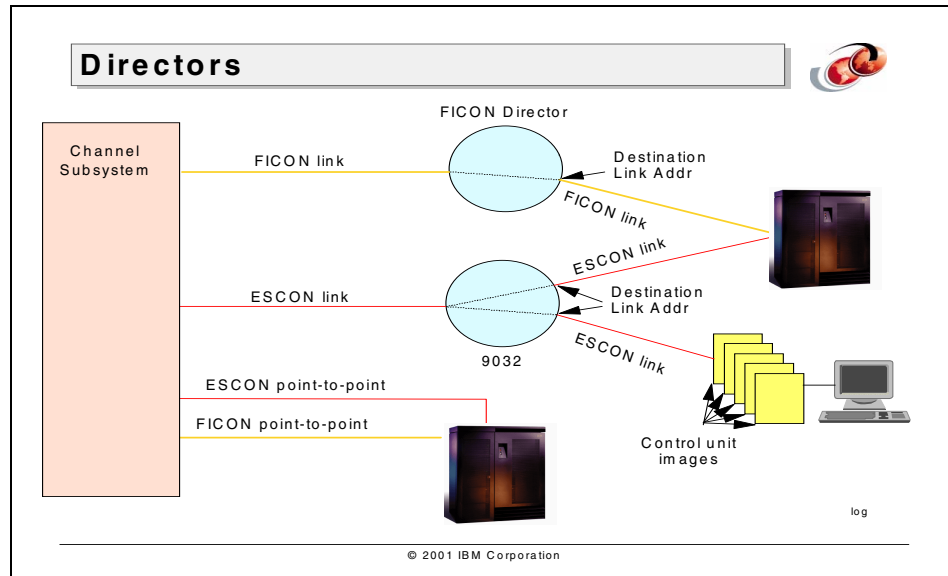 Directors
FICON Director
Channel
Subsystem
FICON link
Destination
Link Addr
FICON link
ESCON link
ESCON link
Destination
Link Addr
ESCON link
9032
ESCON point-to-point
FICON point-to-point
Control unit
images
log
© 2001 IBM Corporation